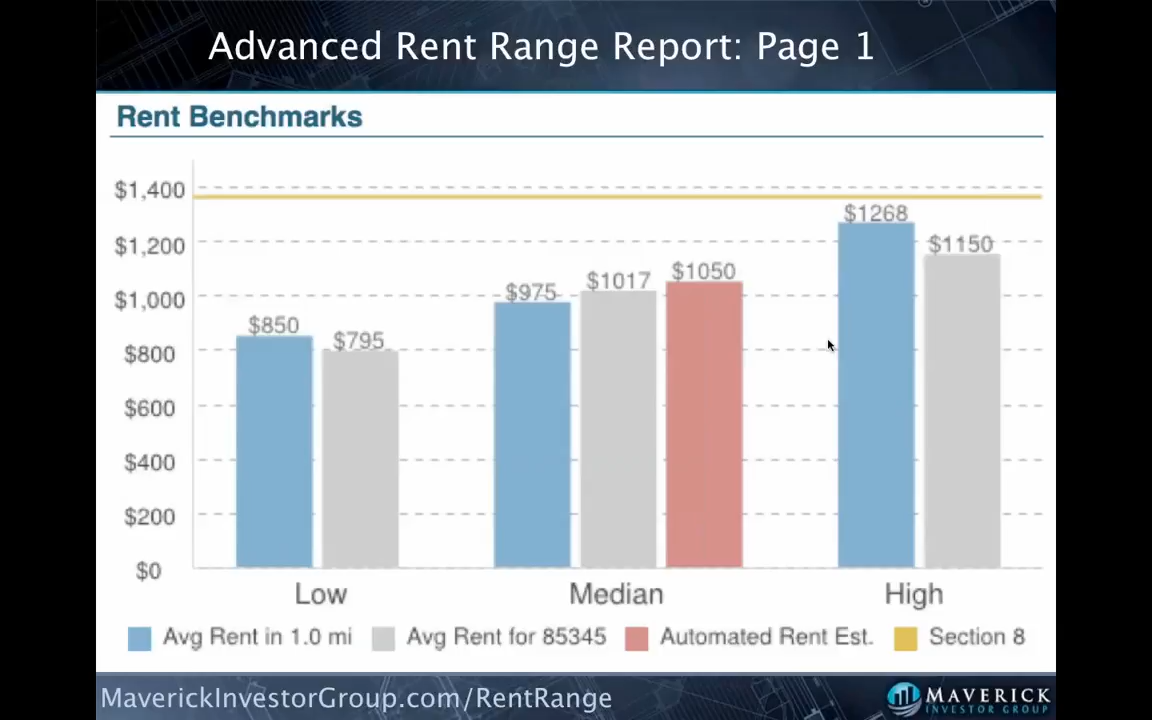 Advanced Rent Range Report: Page 1
Rent Benchmarks
$1,400
$1,200
$1,000
$800
$600
$400
$200
$0
$850
$795
$975
$1017
$1050
$1268
$1150
Low
Median
High
Avg Rent in 1.0 mi
Avg Rent for 85345
Automated Rent Est.
Section 8
MaverickInvestorGroup.com/RentRange
MAVERICK
INVESTOR GROUP